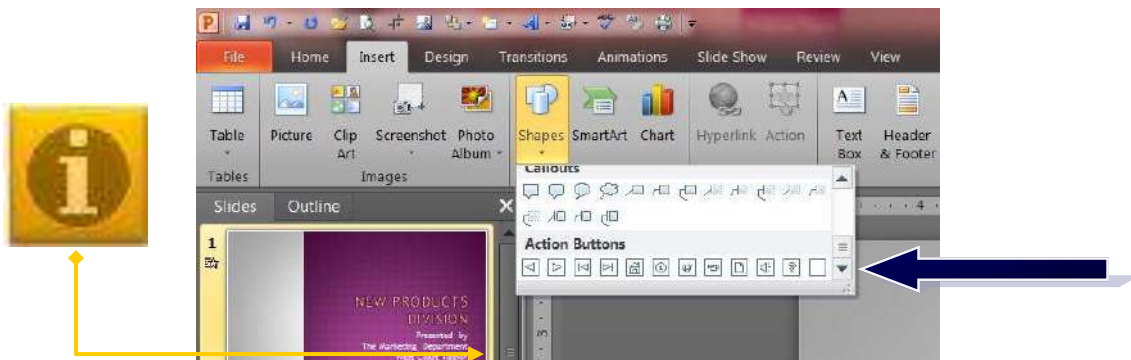 File Home Insert Design Transitions Animations Slide Show Review View
Table Picture Clip Art Screenshot Photo Album Shapes SmartArt Chart Hyperlink Action Text Box Header & Footer
Tables Images
Callouts
Slides Outline
4
Action Buttons
1
NEW PRODUCTS
DIVISION
Presented by
The Marketing Department
3